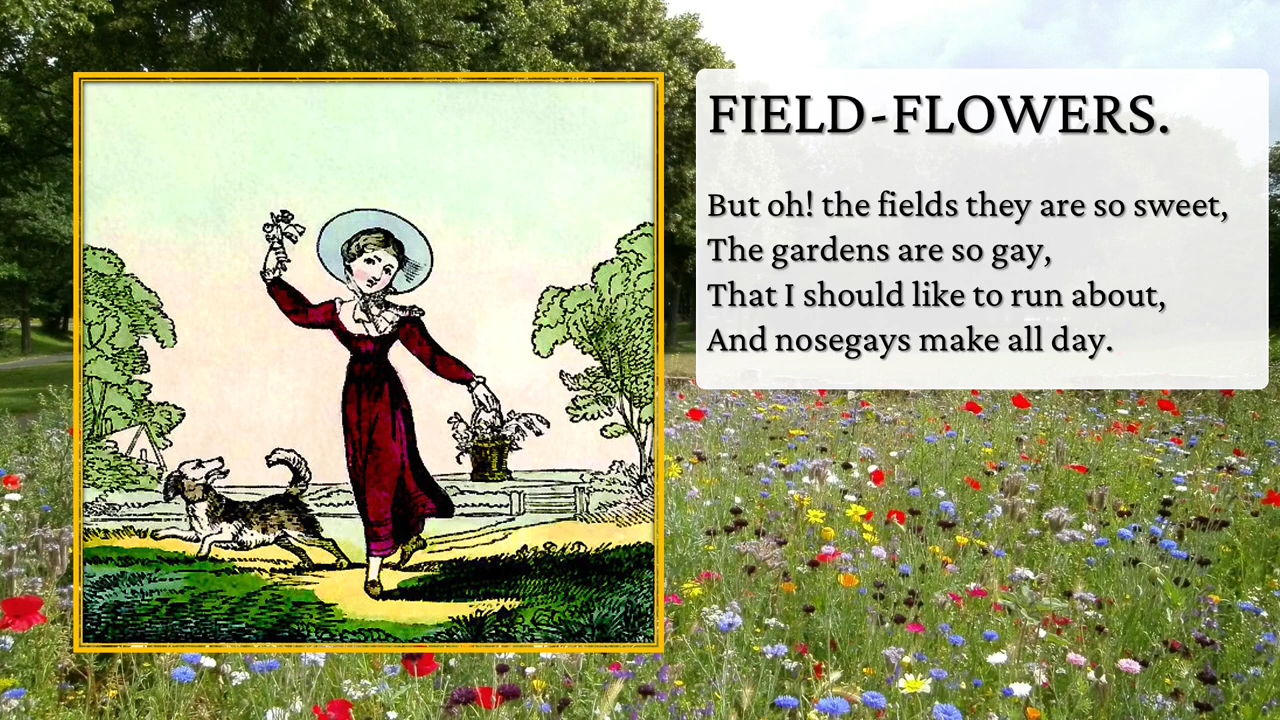 FIELD-FLOWERS.
But oh! the fields they are so sweet,
The gardens are so gay,
That I should like to run about,
And nosegays make all day.